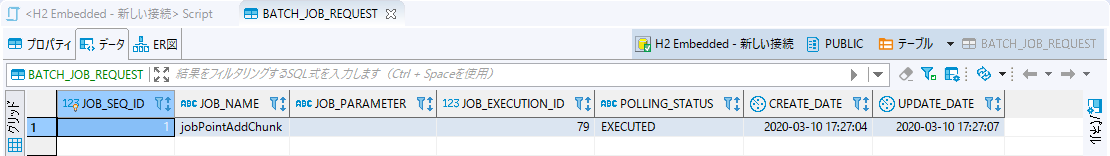 <H2 Embedded - 新しい接続> Script
BATCH_JOB_REQUEST
プロパティ データ ER図
H2 Embedded - 新しい接続 PUBLIC テーブル BATCH_JOB_REQUEST
BATCH_JOB_REQUEST 結果をフィルタリングするSQL式を入力します（Ctrl + Spaceを使用）
グリッド
123 JOB_SEQ_ID ABC JOB_NAME ABC JOB_PARAMETER 123 JOB_EXECUTION_ID ABC POLLING_STATUS CREATE_DATE UPDATE_DATE
1 1 jobPointAddChunk 79 EXECUTED 2020-03-10 17:27:04 2020-03-10 17:27:07
パネル